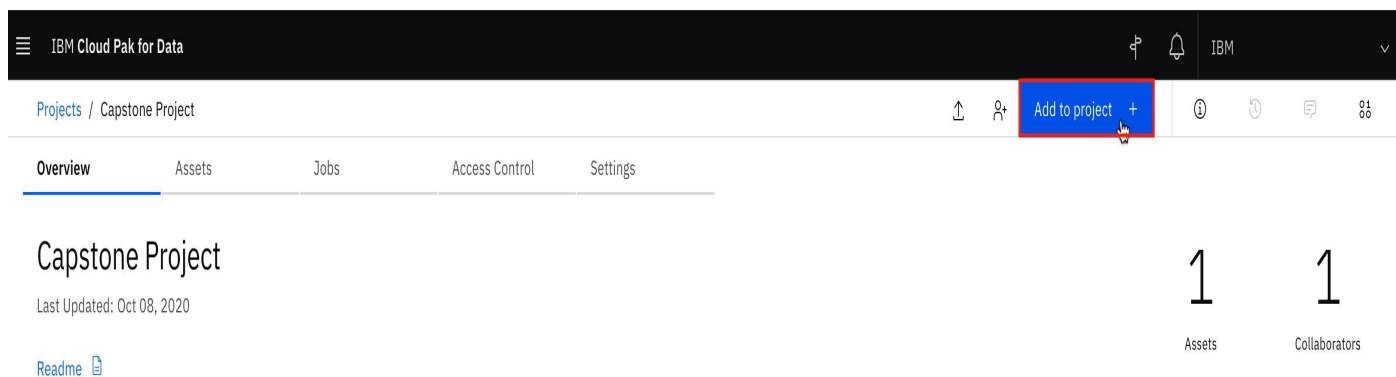 IBM Cloud Pak for Data IBM
Projects / Capstone Project Add to project +
Overview Assets Jobs Access Control Settings
Capstone Project
Last Updated: Oct 08, 2020
Readme
1 1
Assets Collaborators